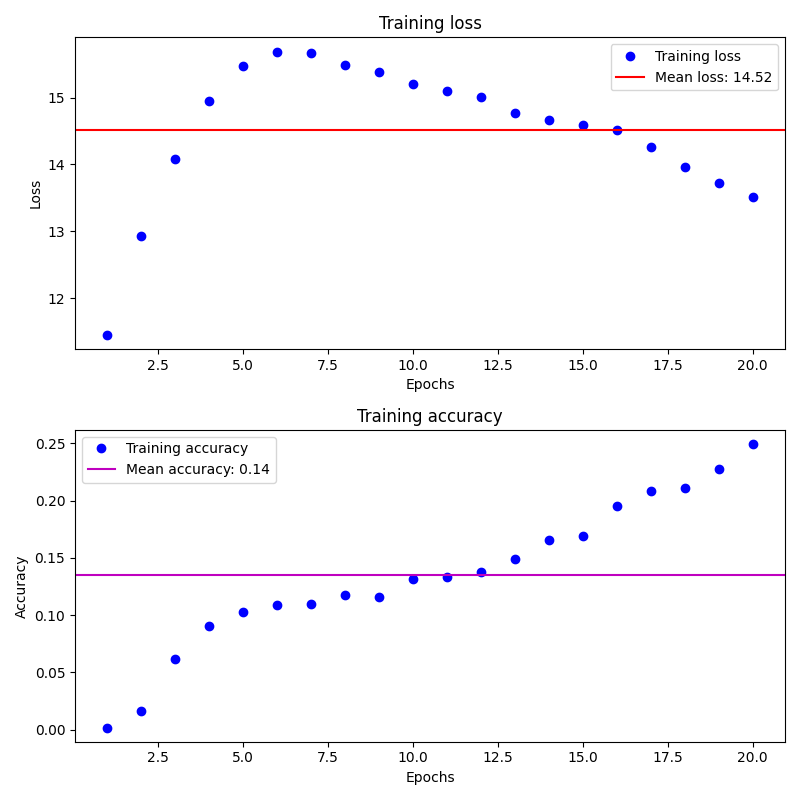 Training loss
Training loss
Mean loss: 14.52
15
14
13
12
Loss
2.5 5.0 7.5 10.0 12.5 15.0 17.5 20.0
Epochs
Training accuracy
Training accuracy
Mean accuracy: 0.14
0.25
0.20
0.15
0.10
0.05
0.00
Accuracy
2.5 5.0 7.5 10.0 12.5 15.0 17.5 20.0
Epochs